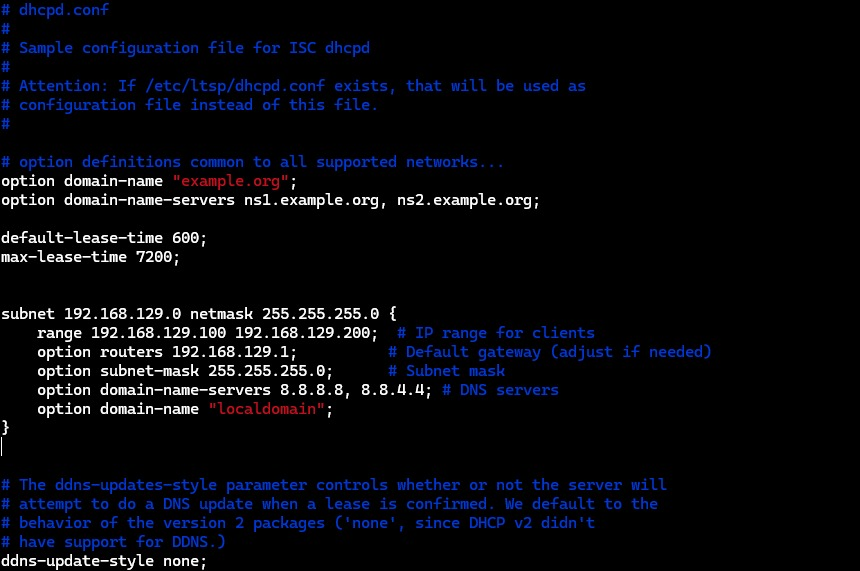 # dhcpd.conf
#
# Sample configuration file for ISC dhcpd
#
# Attention: If /etc/ltsp/dhcpd.conf exists, that will be used as
# configuration file instead of this file.
#
# option definitions common to all supported networks...
option domain-name "example.org";
option domain-name-servers ns1.example.org, ns2.example.org;
default-lease-time 600;
max-lease-time 7200;
subnet 192.168.129.0 netmask 255.255.255.0 {
    range 192.168.129.100 192.168.129.200;  # IP range for clients
    option routers 192.168.129.1;          # Default gateway (adjust if needed)
    option subnet-mask 255.255.255.0;      # Subnet mask
    option domain-name-servers 8.8.8.8, 8.8.4.4; # DNS servers
    option domain-name "localdomain";
}
# The ddns-updates-style parameter controls whether or not the server will
# attempt to do a DNS update when a lease is confirmed. We default to the
# behavior of the version 2 packages ('none', since DHCP v2 didn't
# have support for DDNS.)
ddns-update-style none;